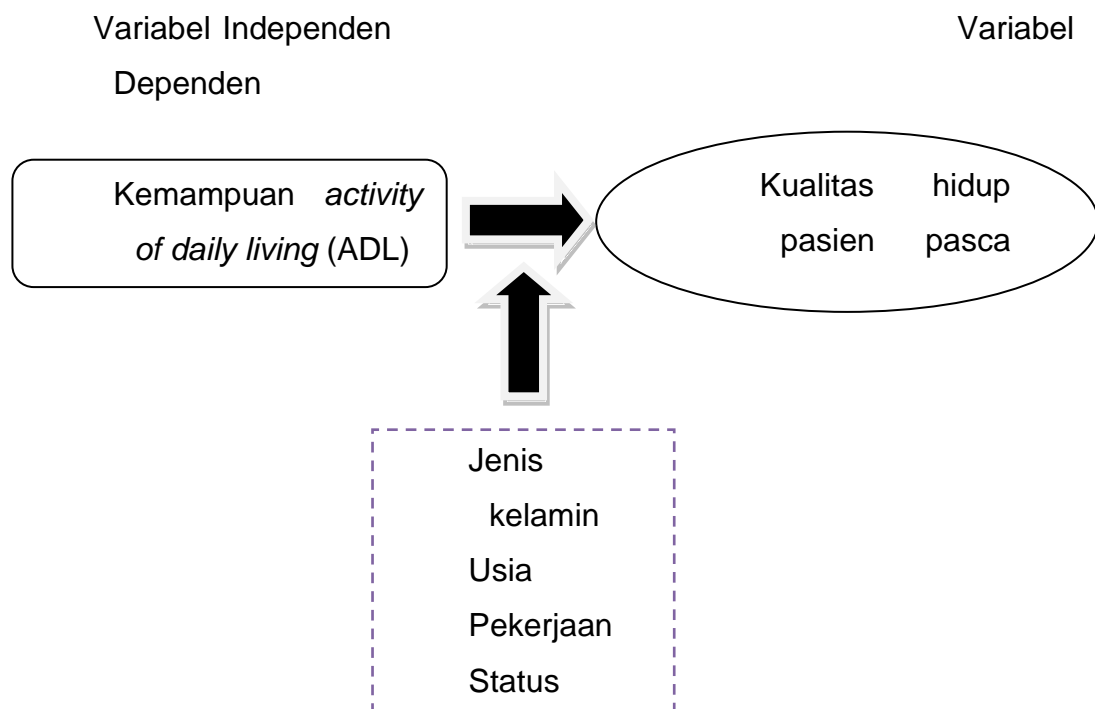 Variabel Independen Variabel
Dependen
Kemampuan activity
of daily living (ADL)
Kualitas hidup
pasien pasca
Jenis
kelamin
Usia
Pekerjaan
Status